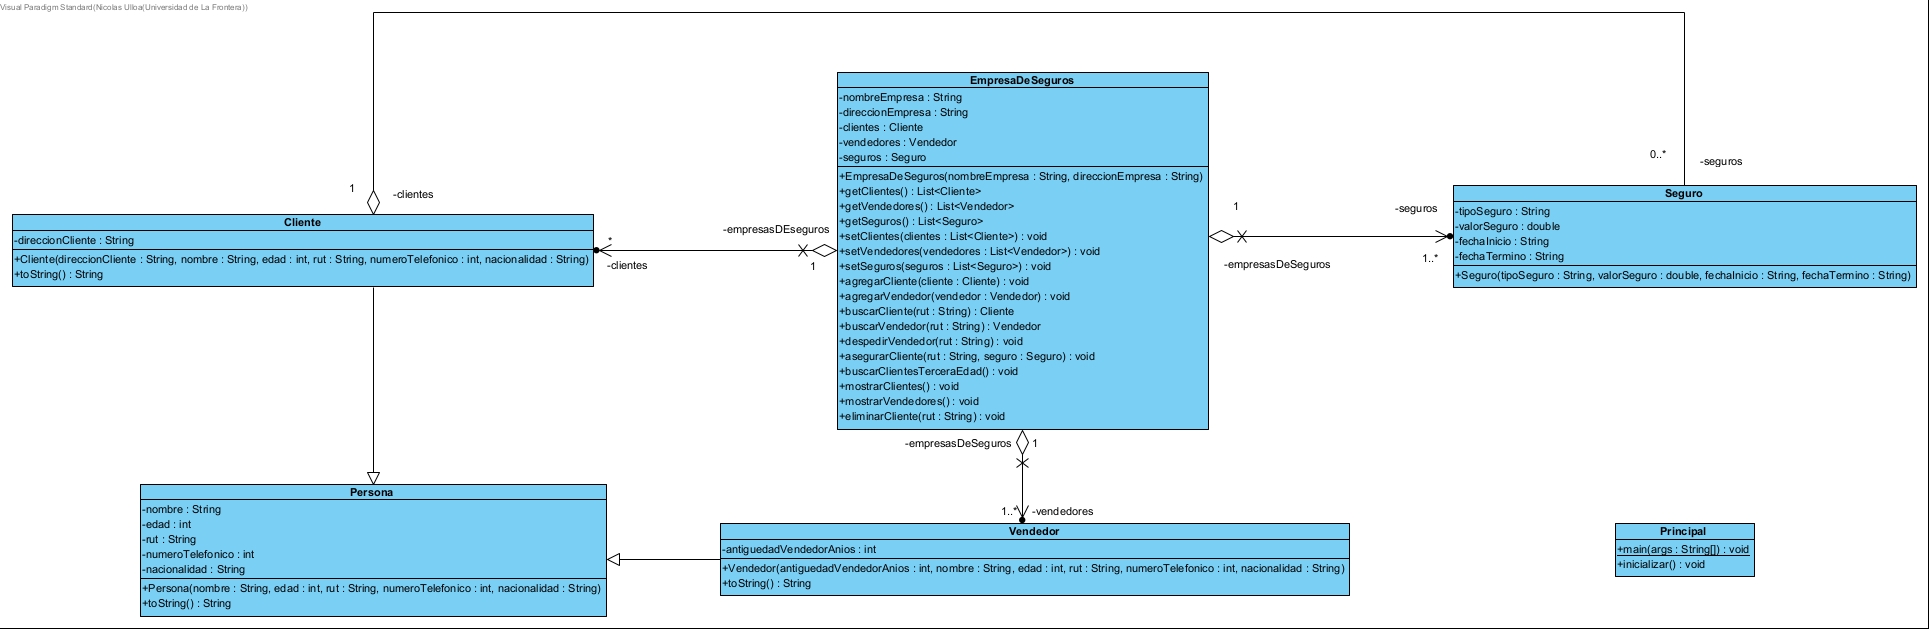 Visual Paradigm Standard(Nicolas Ulloa(Universidad de La Frontera))
EmpresaDeSeguros
-nombreEmpresa : String
-direccionEmpresa : String
-clientes : Cliente
-vendedores : Vendedor
-seguros : Seguro
+EmpresaDeSeguros(nombreEmpresa : String, direccionEmpresa : String)
+getClientes() : List<Cliente>
+getVendedores() : List<Vendedor>
+getSeguros() : List<Seguro>
+setClientes(clientes : List<Cliente>) : void
+setVendedores(vendedores : List<Vendedor>) : void
+setSeguros(seguros : List<Seguro>) : void
+agregarCliente(cliente : Cliente) : void
+agregarVendedor(vendedor : Vendedor) : void
+buscarCliente(rut : String) : Cliente
+buscarVendedor(rut : String) : Vendedor
+despedirVendedor(rut : String) : void
+asegurarCliente(rut : String, seguro : Seguro) : void
+buscarClientesTerceraEdad() : void
+mostrarClientes() : void
+mostrarVendedores() : void
+eliminarCliente(rut : String) : void
1
-clientes
0..*
-seguros
Cliente
-direccionCliente : String
+Cliente(direccionCliente : String, nombre : String, edad : int, rut : String, numeroTelefonico : int, nacionalidad : String)
+toString() : String
*
-clientes
-empresasDEseguros
1
1
-empresasDeSeguros
-seguros
1..*
Seguro
-tipoSeguro : String
-valorSeguro : double
-fechaInicio : String
-fechaTermino : String
+Seguro(tipoSeguro : String, valorSeguro : double, fechaInicio : String, fechaTermino : String)
-empresasDeSeguros
1
1..*
-vendedores
Persona
-nombre : String
-edad : int
-rut : String
-numeroTelefonico : int
-nacionalidad : String
+Persona(nombre : String, edad : int, rut : String, numeroTelefonico : int, nacionalidad : String)
+toString() : String
Vendedor
-antiguedadVendedorAnios : int
+Vendedor(antiguedadVendedorAnios : int, nombre : String, edad : int, rut : String, numeroTelefonico : int, nacionalidad : String)
+toString() : String
Principal
+main(args : String[]) : void
+inicializar() : void